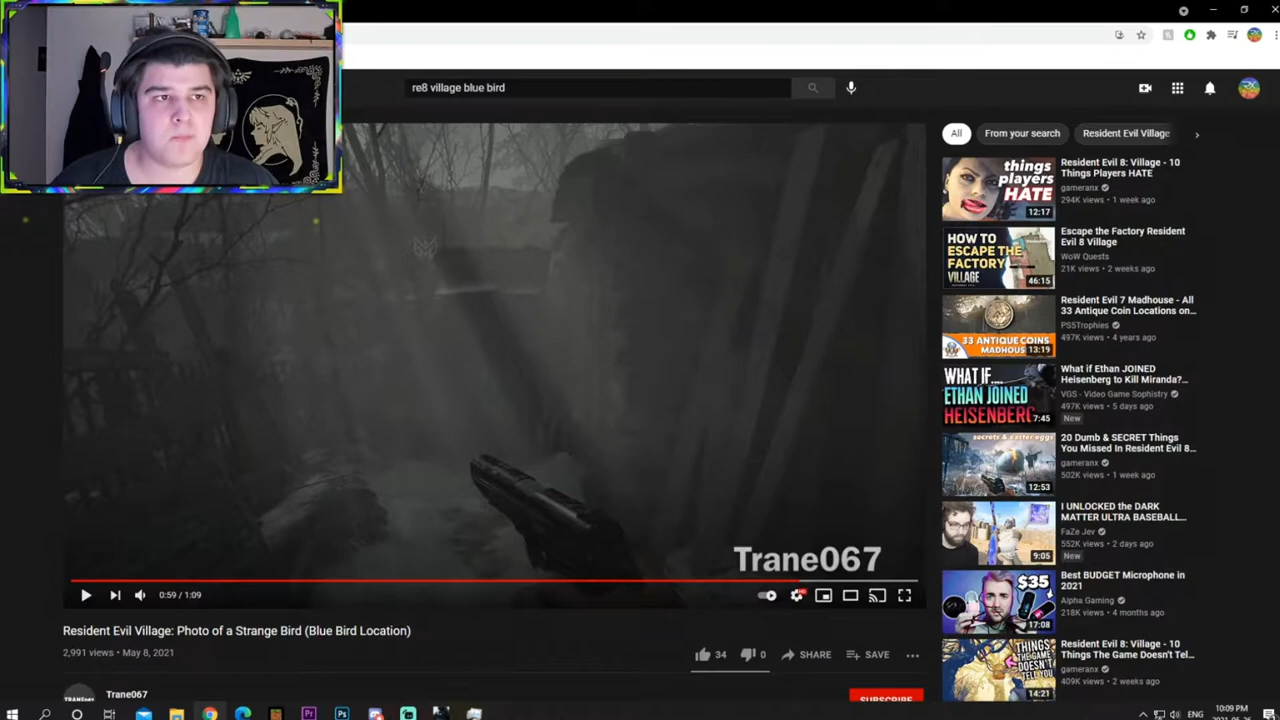 re8 village blue bird
All
From your search
Resident Evil Village
things
players
HATE
12:17
Resident Evil 8: Village - 10
Things Players HATE
gameranx
294K views • 1 week ago
HOW TO
ESCAPE THE
FACTORY
VILLAGE
46:15
Escape the Factory Resident
Evil 8 Village
WoW Quests
21K views • 2 weeks ago
33 ANTIQUE COINS
MADHOUSE
13:19
Resident Evil 7 Madhouse - All
33 Antique Coin Locations on...
PS5Trophies
497K views • 4 years ago
WHAT IF....
ETHAN JOINED
HEISENBERG
7:45
What if Ethan JOINED
Heisenberg to Kill Miranda?...
VGS - Video Game Sophistry
497K views • 5 days ago
New
secrets & easter eggs
12:53
20 Dumb & SECRET Things
You Missed In Resident Evil 8...
gameranx
502K views • 1 week ago
9:05
I UNLOCKED the DARK
MATTER ULTRA BASEBALL...
FaZe Jev
552K views • 2 days ago
New
$35
17:08
Best BUDGET Microphone in
2021
Alpha Gaming
218K views • 4 months ago
THINGS
THE GAME
DOESN'T TELL
YOU
14:21
Resident Evil 8: Village - 10
Things The Game Doesn't Tel...
gameranx
409K views • 2 weeks ago
Trane067
0:59 / 1:09
Resident Evil Village: Photo of a Strange Bird (Blue Bird Location)
2,991 views • May 8, 2021
34
0
SHARE
SAVE
Trane067
SUBSCRIBE
ENG
10:09 PM